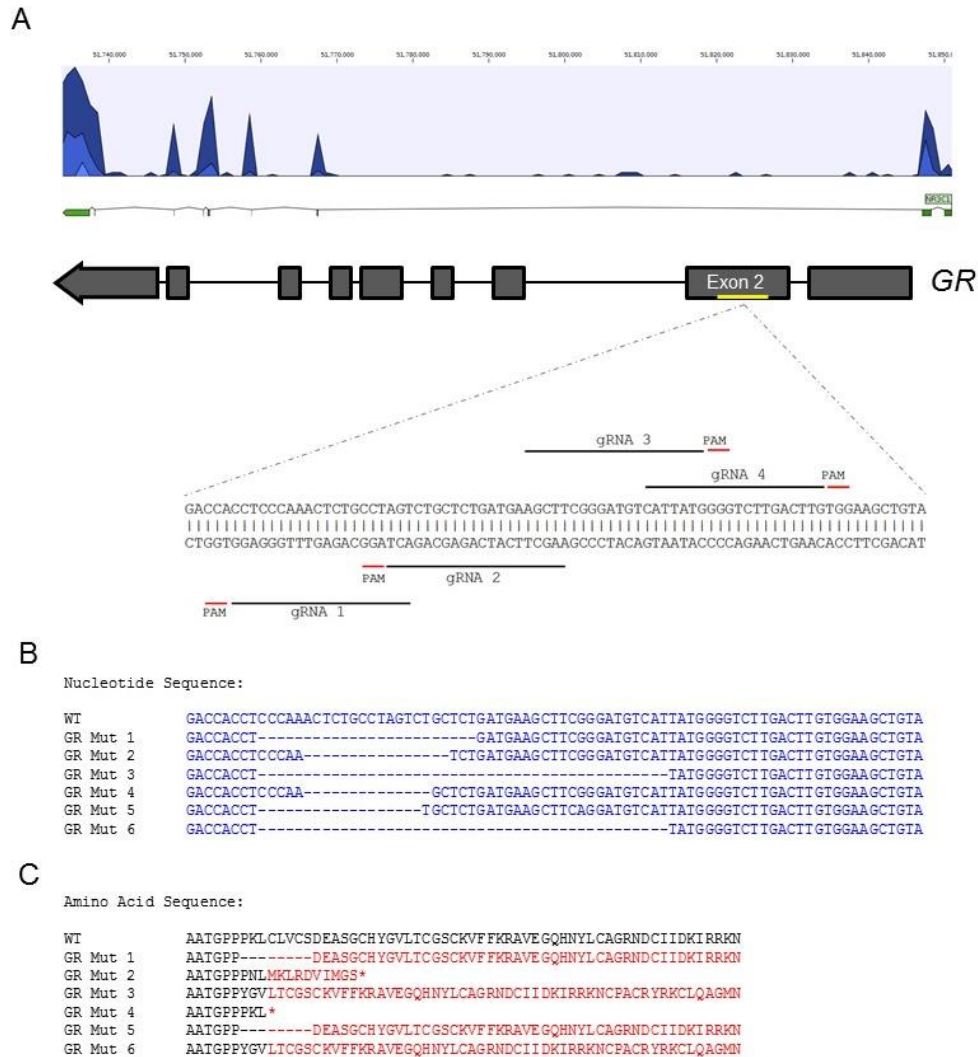 A
51,740,000 51,750,000 51,760,000 51,770,000 51,780,000 51,790,000 51,800,000 51,810,000 51,820,000 51,830,000 51,840,000 51,850,0
NR3C1
Exon 2
GR
gRNA 3 PAM
gRNA 4 PAM
GACCACCTCCCAAACTCTGCCTAGTCTGCTCTGATGAAGCTTCGGGATGTCATTATGGGGTCTTGACTTGTGGAAGCTGTA
CTGGTGGAGGGTTTGAGACGGATCAGACGAGACTACTTCGAAGCCCTACAGTAATACCCCAGAACTGAACACCTTCGACAT
PAM gRNA 2
PAM gRNA 1
B
Nucleotide Sequence:
WT GACCACCTCCCAAACTCTGCCTAGTCTGCTCTGATGAAGCTTCGGGATGTCATTATGGGGTCTTGACTTGTGGAAGCTGTA
GR Mut 1 GACCACCT------------------------GATGAAGCTTCGGGATGTCATTATGGGGTCTTGACTTGTGGAAGCTGTA
GR Mut 2 GACCACCTCCCAA----------------TCTGATGAAGCTTCGGGATGTCATTATGGGGTCTTGACTTGTGGAAGCTGTA
GR Mut 3 GACCACCT---------------------------------------------TATGGGGTCTTGACTTGTGGAAGCTGTA
GR Mut 4 GACCACCTCCCAA--------------GCTCTGATGAAGCTTCGGGATGTCATTATGGGGTCTTGACTTGTGGAAGCTGTA
GR Mut 5 GACCACCT------------------TGCTCTGATGAAGCTTCAGGATGTCATTATGGGGTCTTGACTTGTGGAAGCTGTA
GR Mut 6 GACCACCT---------------------------------------------TATGGGGTCTTGACTTGTGGAAGCTGTA
C
Amino Acid Sequence:
WT AATGPPPKLCLVCSDEASGCHYGVLTCGSCKVFFKRAVEGQHNYLCAGRNDCIIDKIRRKN
GR Mut 1 AATGPP--------DEASGCHYGVLTCGSCKVFFKRAVEGQHNYLCAGRNDCIIDKIRRKN
GR Mut 2 AATGPPPNLMKLRDVIMGS*
GR Mut 3 AATGPPYGVLTCGSCKVFFKRAVEGQHNYLCAGRNDCIIDKIRRKNCPACRYRKCLQAGMN
GR Mut 4 AATGPPPKL*
GR Mut 5 AATGPP--------DEASGCHYGVLTCGSCKVFFKRAVEGQHNYLCAGRNDCIIDKIRRKN
GR Mut 6 AATGPPYGVLTCGSCKVFFKRAVEGQHNYLCAGRNDCIIDKIRRKNCPACRYRKCLQAGMN